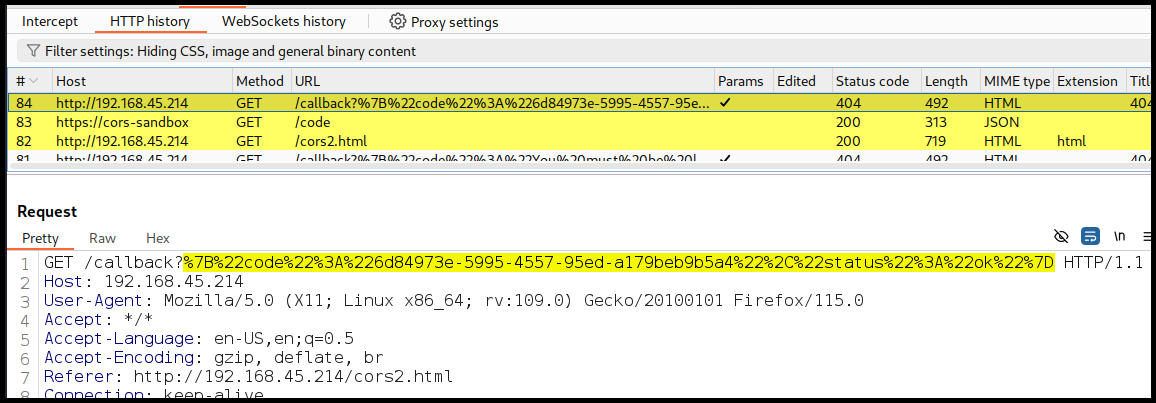 Intercept HTTP history WebSockets history Proxy settings
Filter settings: Hiding CSS, image and general binary content
# Host Method URL Params Edited Status code Length MIME type Extension Titl
84 http://192.168.45.214 GET /callback?%7B%22code%22%3A%226d84973e-5995-4557-95e... ✓ 404 492 HTML 404
83 https://cors-sandbox GET /code 200 313 JSON
82 http://192.168.45.214 GET /cors2.html 200 719 HTML html
81 http://192.168.45.214 GET /callback?%7B%22code%22%3A%22You%20must%20be%20l... ✓ 404 492 HTML 404
Request
Pretty Raw Hex \n
1 GET /callback?%7B%22code%22%3A%226d84973e-5995-4557-95ed-a179beb9b5a4%22%2C%22status%22%3A%22ok%22%7D HTTP/1.1
2 Host: 192.168.45.214
3 User-Agent: Mozilla/5.0 (X11; Linux x86_64; rv:109.0) Gecko/20100101 Firefox/115.0
4 Accept: */*
5 Accept-Language: en-US,en;q=0.5
6 Accept-Encoding: gzip, deflate, br
7 Referer: http://192.168.45.214/cors2.html
8 Connection: keep-alive